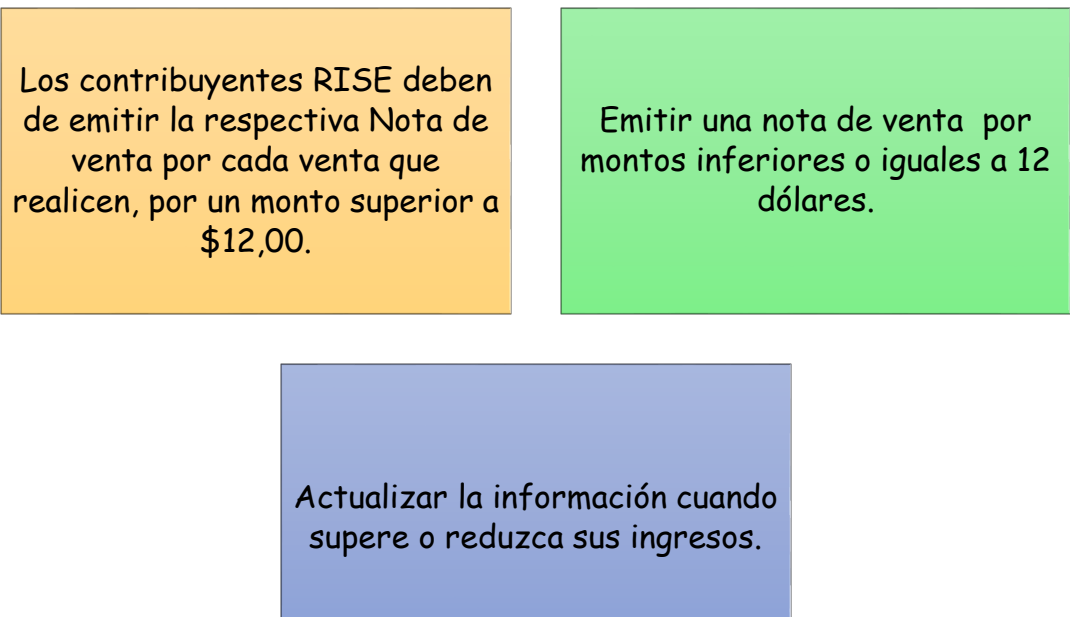 Los contribuyentes RISE deben
de emitir la respectiva Nota de
venta por cada venta que
realicen, por un monto superior a
$12,00.
Emitir una nota de venta por
montos inferiores o iguales a 12
dólares.
Actualizar la información cuando
supere o reduzca sus ingresos.